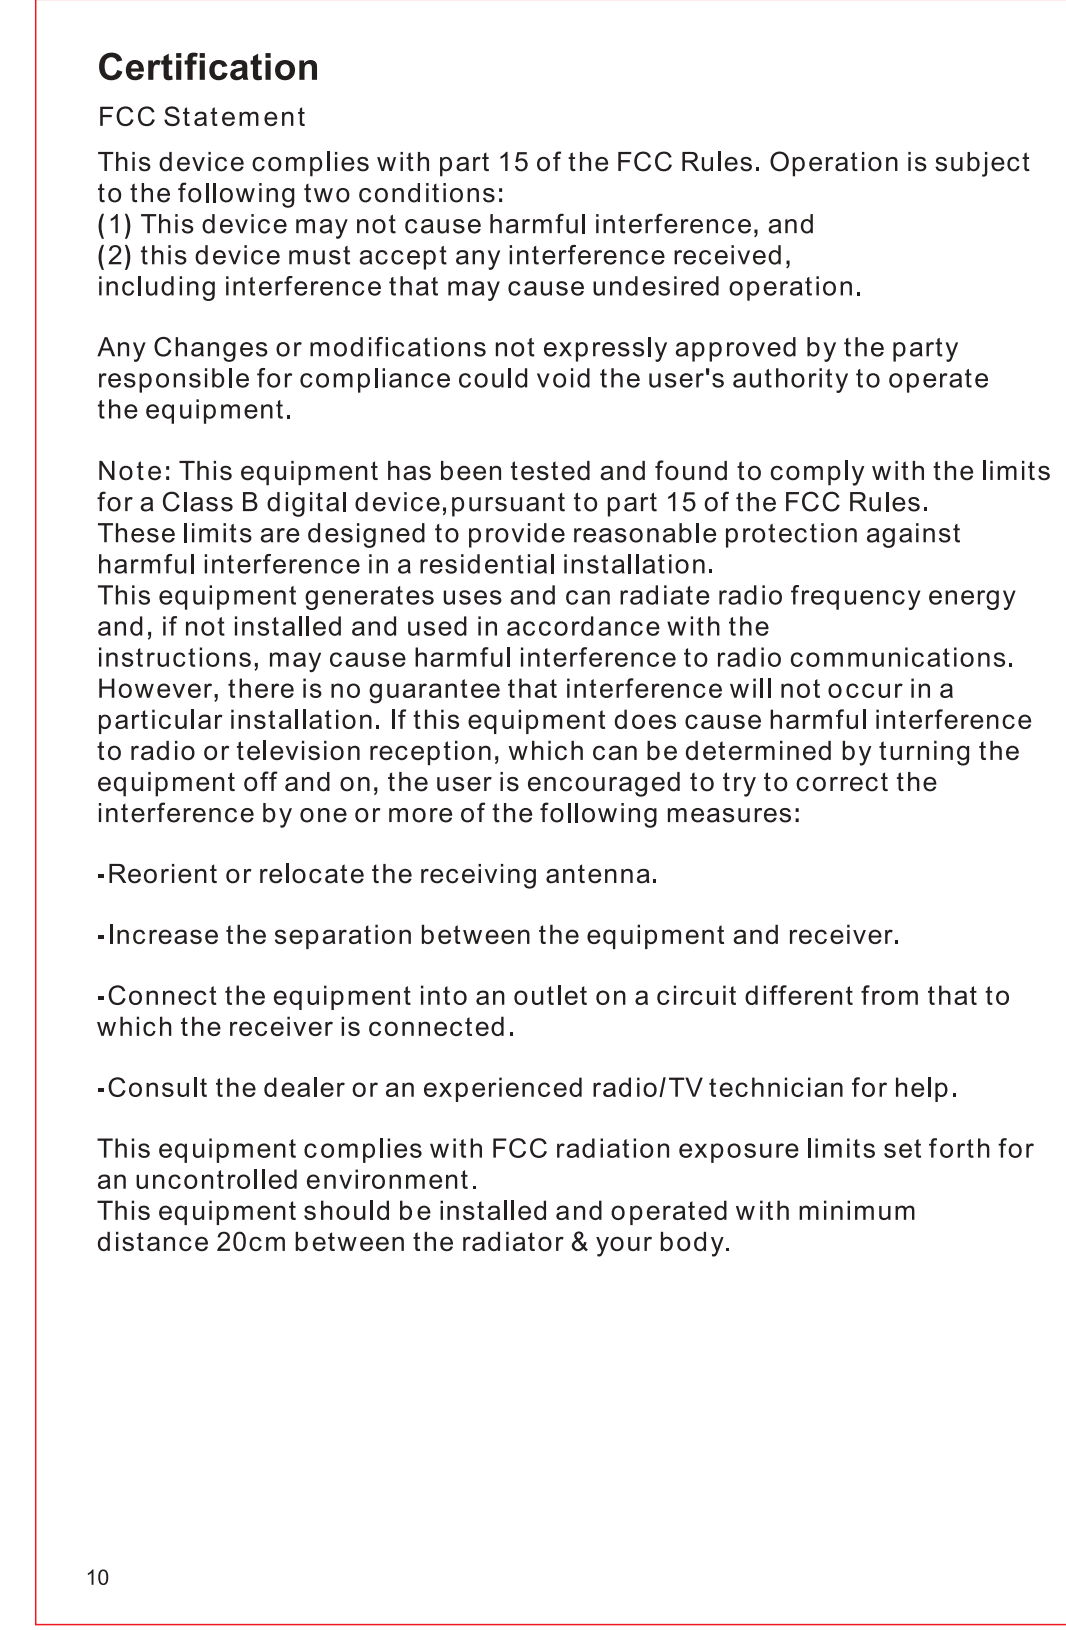 Certification
FCC Statement
This device complies with part 15 of the FCC Rules. Operation is subject
to the following two conditions:
(1) This device may not cause harmful interference, and
(2) this device must accept any interference received,
including interference that may cause undesired operation.
Any Changes or modifications not expressly approved by the party
responsible for compliance could void the user's authority to operate
the equipment.
Note: This equipment has been tested and found to comply with the limits
for a Class B digital device,pursuant to part 15 of the FCC Rules.
These limits are designed to provide reasonable protection against
harmful interference in a residential installation.
This equipment generates uses and can radiate radio frequency energy
and, if not installed and used in accordance with the
instructions, may cause harmful interference to radio communications.
However, there is no guarantee that interference will not occur in a
particular installation. If this equipment does cause harmful interference
to radio or television reception, which can be determined by turning the
equipment off and on, the user is encouraged to try to correct the
interference by one or more of the following measures:
-Reorient or relocate the receiving antenna.
-Increase the separation between the equipment and receiver.
-Connect the equipment into an outlet on a circuit different from that to
which the receiver is connected.
-Consult the dealer or an experienced radio/TV technician for help.
This equipment complies with FCC radiation exposure limits set forth for
an uncontrolled environment.
This equipment should be installed and operated with minimum
distance 20cm between the radiator & your body.
10